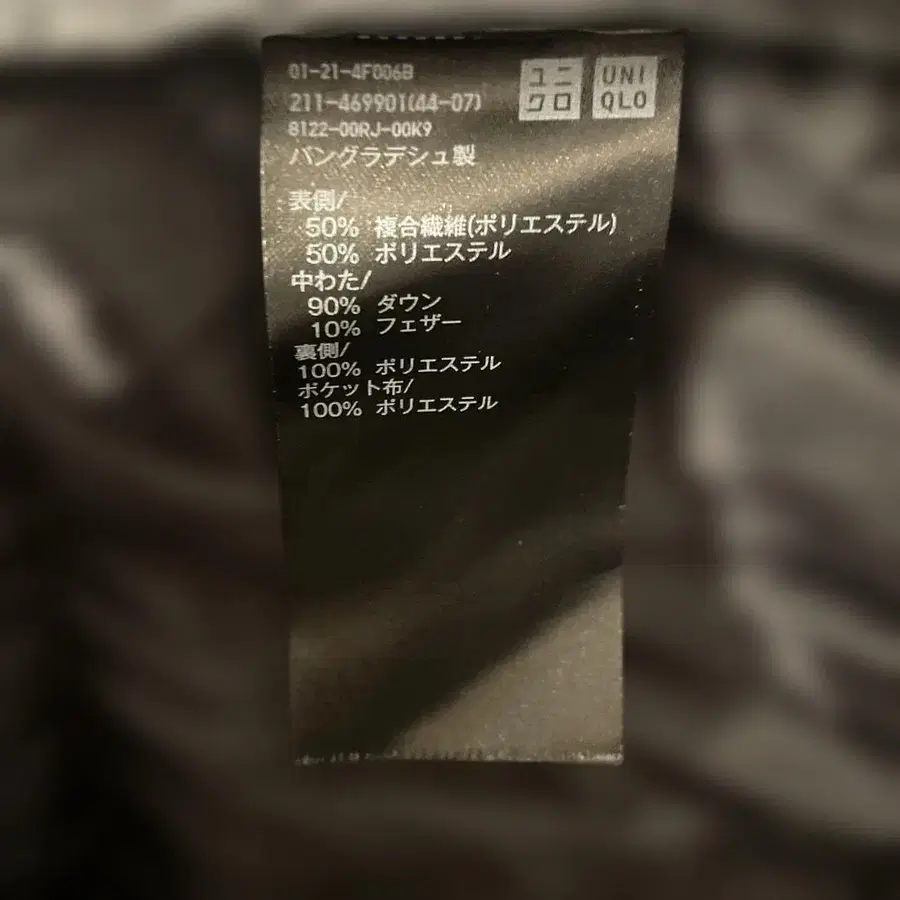 01-21-4F006B
211-469901(44-07)
8122-00RJ-00K9
バングラデシュ製
ユニ
クロ
UNI
QLO
表側/
50% 複合繊維(ポリエステル)
50% ポリエステル
中わた/
90% ダウン
10% フェザー
裏側/
100% ポリエステル
ポケット布/
100% ポリエステル